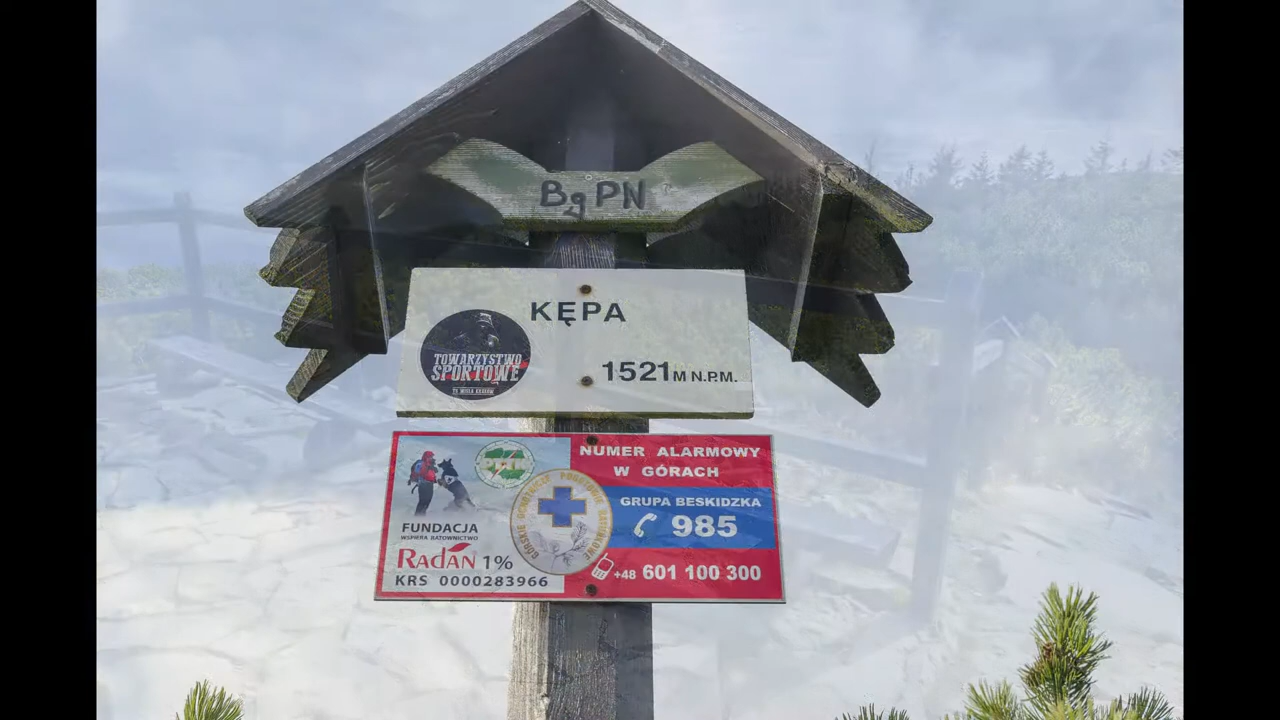 BgPN
KĘPA
TOWARZYSTWO
SPORTOWE
1521 M N.P.M.
NUMER ALARMOWY
W GÓRACH
GRUPA BESKIDZKA
985
+48 601 100 300
FUNDACJA
WSPIERA RATOWNICTWO
RADAN 1%
KRS 0000283966